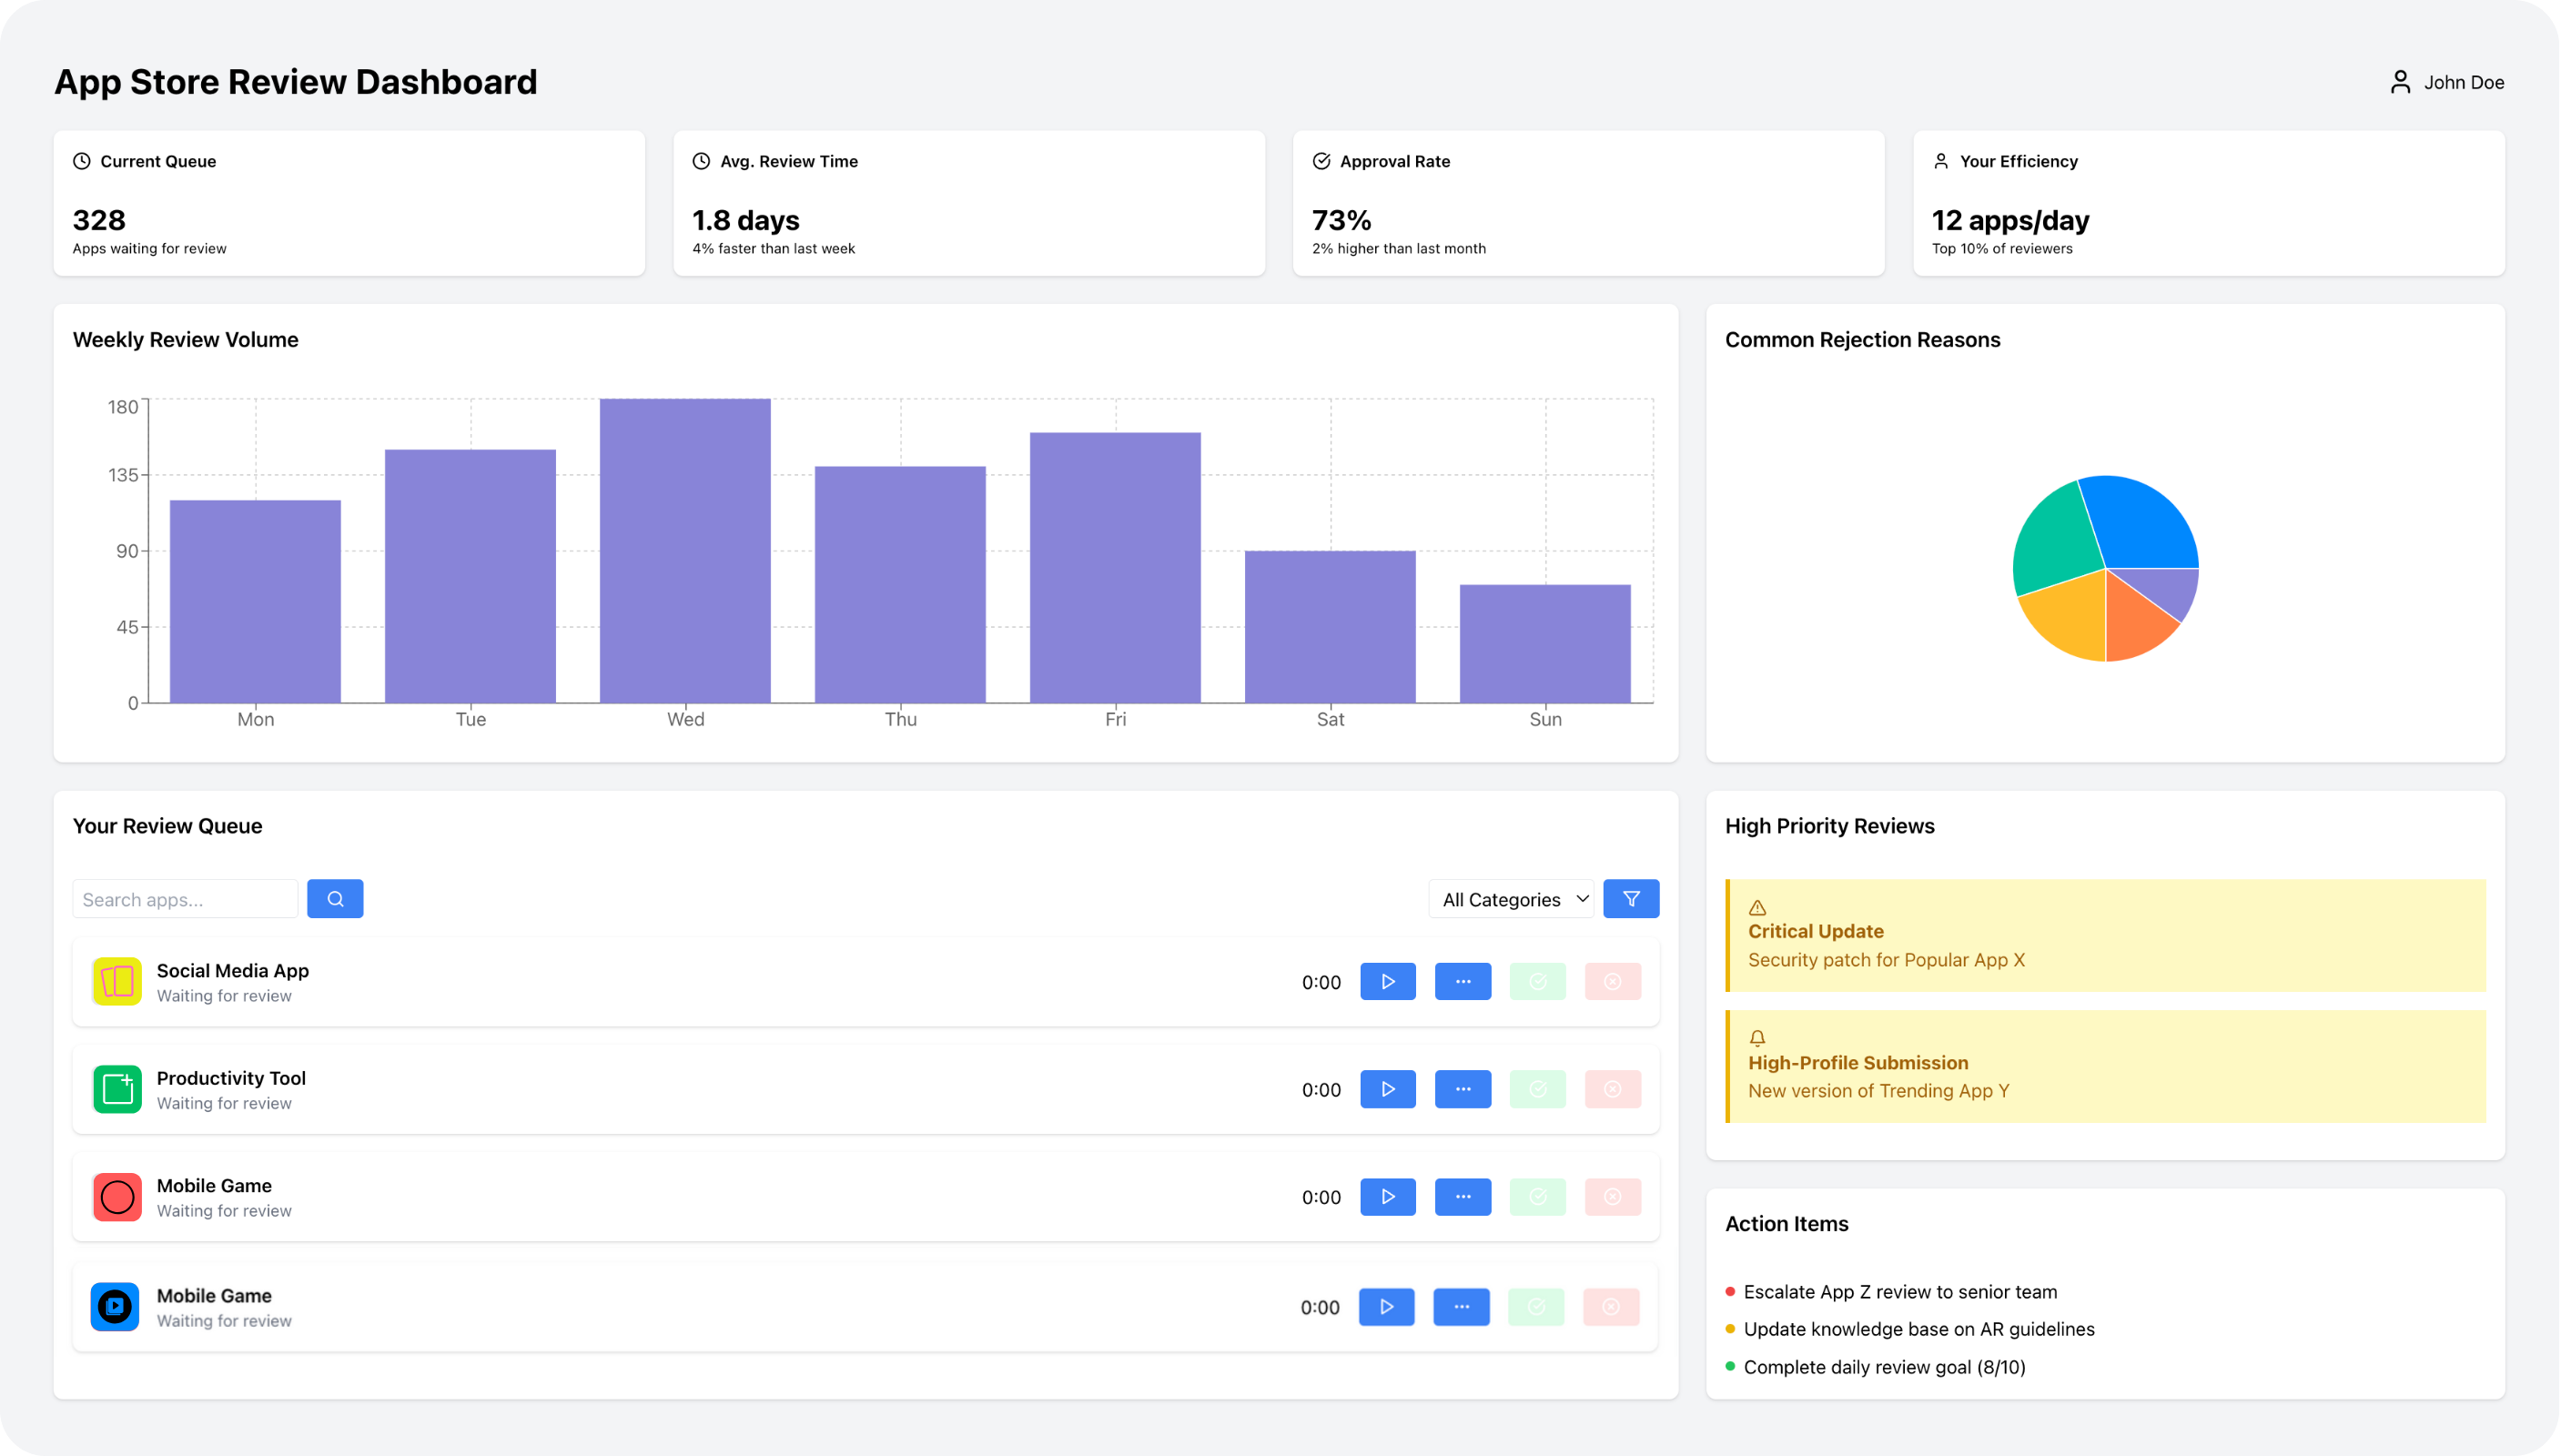 App Store Review Dashboard
John Doe
Current Queue
328
Apps waiting for review
Avg. Review Time
1.8 days
4% faster than last week
Approval Rate
73%
2% higher than last month
Your Efficiency
12 apps/day
Top 10% of reviewers
Weekly Review Volume
180
135
90
45
0
Mon
Tue
Wed
Thu
Fri
Sat
Sun
Common Rejection Reasons
Your Review Queue
Search apps...
All Categories
Social Media App
Waiting for review
0:00
Productivity Tool
Waiting for review
0:00
Mobile Game
Waiting for review
0:00
Mobile Game
Waiting for review
0:00
High Priority Reviews
Critical Update
Security patch for Popular App X
High-Profile Submission
New version of Trending App Y
Action Items
Escalate App Z review to senior team
Update knowledge base on AR guidelines
Complete daily review goal (8/10)